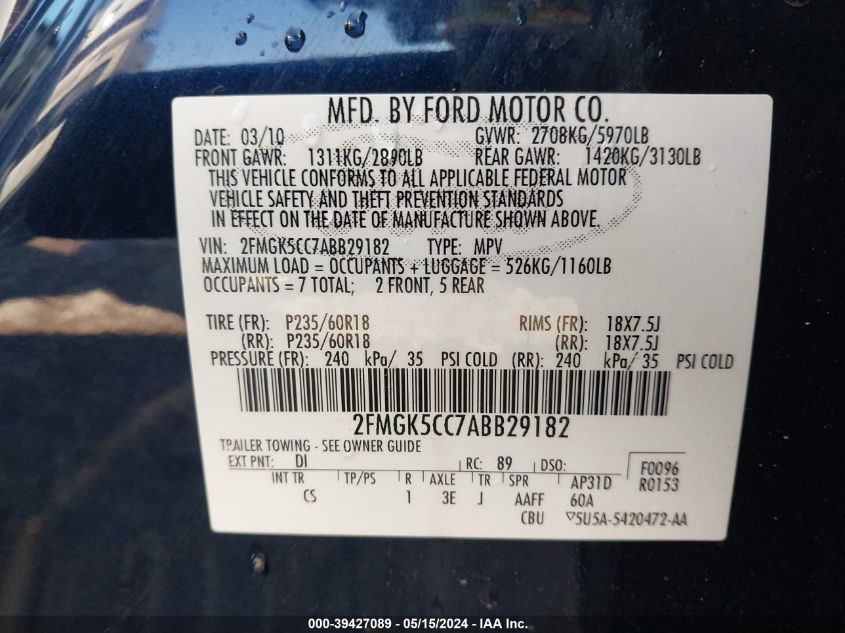 MFD. BY FORD MOTOR CO.
DATE: 03/10 GVWR: 2708KG/5970LB
FRONT GAWR: 1311KG/2890LB REAR GAWR: 1420KG/3130LB
THIS VEHICLE CONFORMS TO ALL APPLICABLE FEDERAL MOTOR
VEHICLE SAFETY AND THEFT PREVENTION STANDARDS
IN EFFECT ON THE DATE OF MANUFACTURE SHOWN ABOVE.
VIN: 2FMGK5CC7ABB29182 TYPE: MPV
MAXIMUM LOAD = OCCUPANTS + LUGGAGE = 526KG/1160LB
OCCUPANTS = 7 TOTAL; 2 FRONT, 5 REAR
TIRE (FR): P235/60R18 RIMS (FR): 18X7.5J
(RR): P235/60R18 (RR): 18X7.5J
PRESSURE (FR): 240 kPa/ 35 PSI COLD (RR): 240 kPa/ 35 PSI COLD
2FMGK5CC7ABB29182
TRAILER TOWING - SEE OWNER GUIDE
EXT PNT: DI RC: 89 DSO: F0096
R0153
INT TR TP/PS R AXLE TR SPR AP31D
CS 1 3E J AAFF 60A
CBU ▽5U5A-5420472-AA
000-39427089 - 05/15/2024 - IAA Inc.